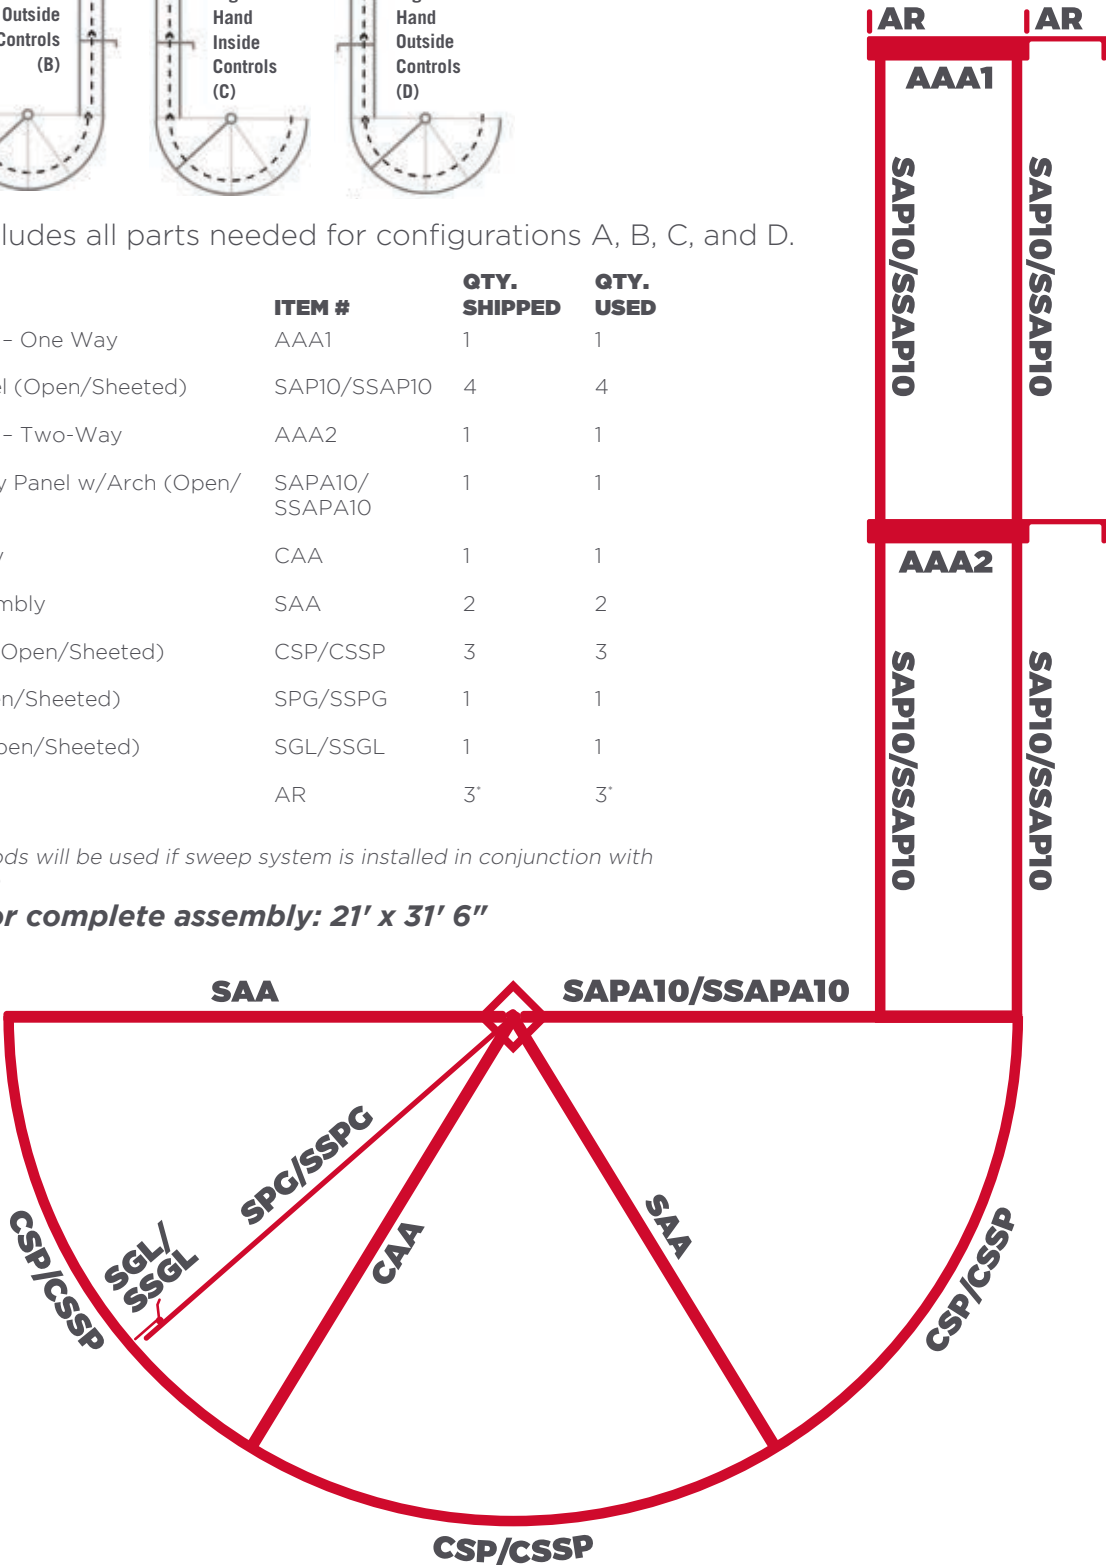 Outside
Controls
(B)
Hand
Inside
Controls
(C)
Hand
Outside
Controls
(D)
AR
AR
AAA1
SAP10/SSAP10
SAP10/SSAP10
ludes all parts needed for configurations A, B, C, and D.
ITEM #
QTY. SHIPPED
QTY. USED
– One Way AAA1 1 1
el (Open/Sheeted) SAP10/SSAP10 4 4
– Two-Way AAA2 1 1
y Panel w/Arch (Open/ SAPA10/ 1 1
SSAPA10
y CAA 1 1
mbly SAA 2 2
Open/Sheeted) CSP/CSSP 3 3
en/Sheeted) SPG/SSPG 1 1
pen/Sheeted) SGL/SSGL 1 1
AR 3* 3*
ods will be used if sweep system is installed in conjunction with
or complete assembly: 21' x 31' 6"
AAA2
SAP10/SSAP10
SAP10/SSAP10
SAA
SAPA10/SSAPA10
SPG/SSPG
SGL/
SSGL
CAA
SAA
CSP/CSSP
CSP/CSSP
CSP/CSSP